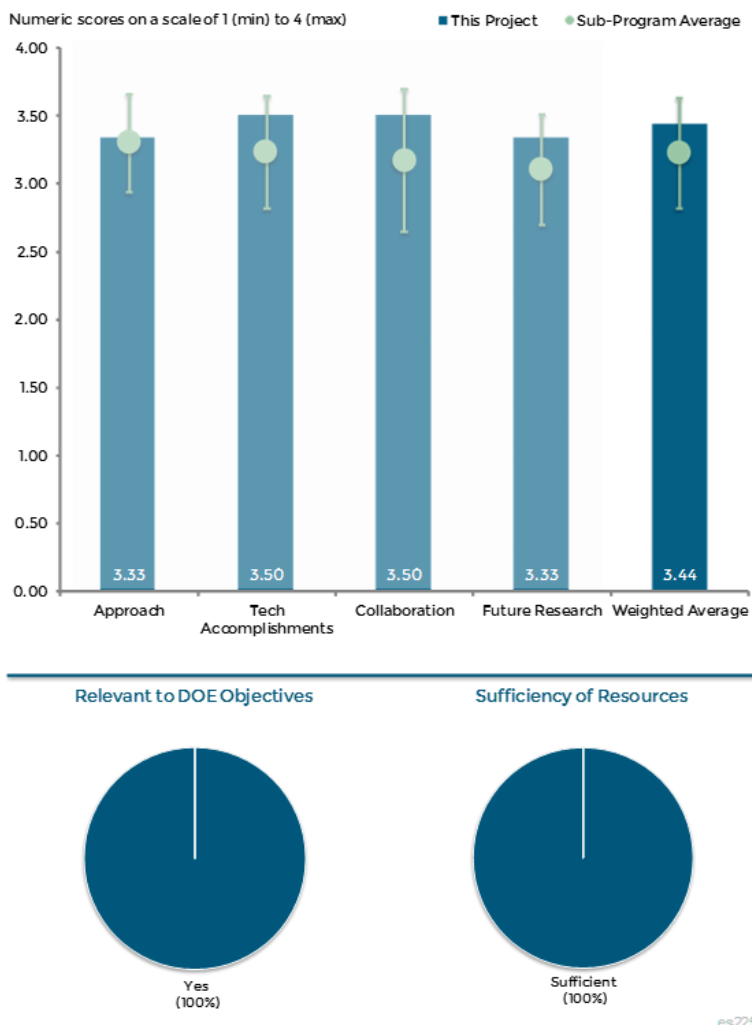 Numeric scores on a scale of 1 (min) to 4 (max)
This Project
Sub-Program Average
4.00
3.50
3.00
2.50
2.00
1.50
1.00
0.50
0.00
3.33
3.50
3.50
3.33
3.44
Approach
Tech
Accomplishments
Collaboration
Future Research
Weighted Average
Relevant to DOE Objectives
Sufficiency of Resources
Yes
(100%)
Sufficient
(100%)